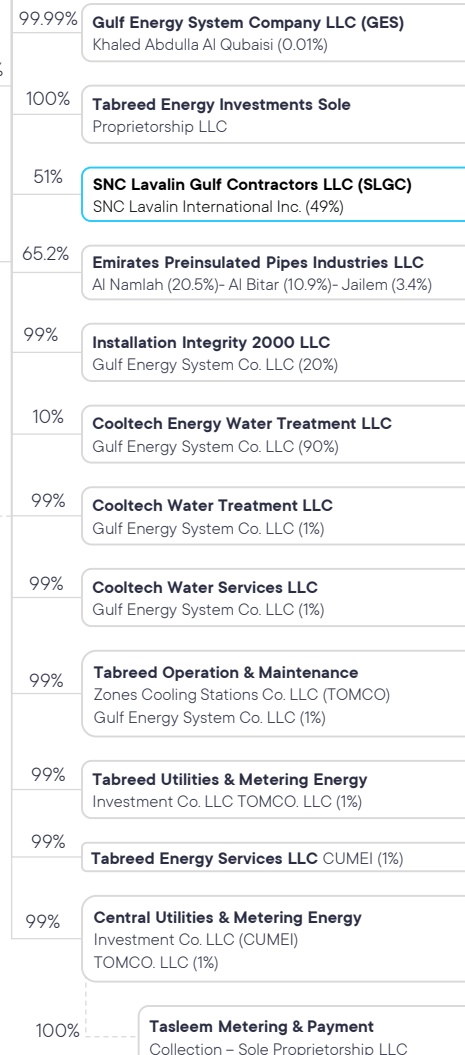 99.99%
Gulf Energy System Company LLC (GES)
Khaled Abdulla Al Qubaisi (0.01%)
%
100%
Tabreed Energy Investments Sole
Proprietorship LLC
51%
SNC Lavalin Gulf Contractors LLC (SLGC)
SNC Lavalin International Inc. (49%)
65.2%
Emirates Preinsulated Pipes Industries LLC
Al Namlah (20.5%)- Al Bitar (10.9%)- Jailem (3.4%)
99%
Installation Integrity 2000 LLC
Gulf Energy System Co. LLC (20%)
10%
Cooltech Energy Water Treatment LLC
Gulf Energy System Co. LLC (90%)
99%
Cooltech Water Treatment LLC
Gulf Energy System Co. LLC (1%)
99%
Cooltech Water Services LLC
Gulf Energy System Co. LLC (1%)
99%
Tabreed Operation & Maintenance
Zones Cooling Stations Co. LLC (TOMCO)
Gulf Energy System Co. LLC (1%)
99%
Tabreed Utilities & Metering Energy
Investment Co. LLC TOMCO. LLC (1%)
99%
Tabreed Energy Services LLC CUMEI (1%)
99%
Central Utilities & Metering Energy
Investment Co. LLC (CUMEI)
TOMCO. LLC (1%)
100%
Tasleem Metering & Payment
Collection – Sole Proprietorship LLC